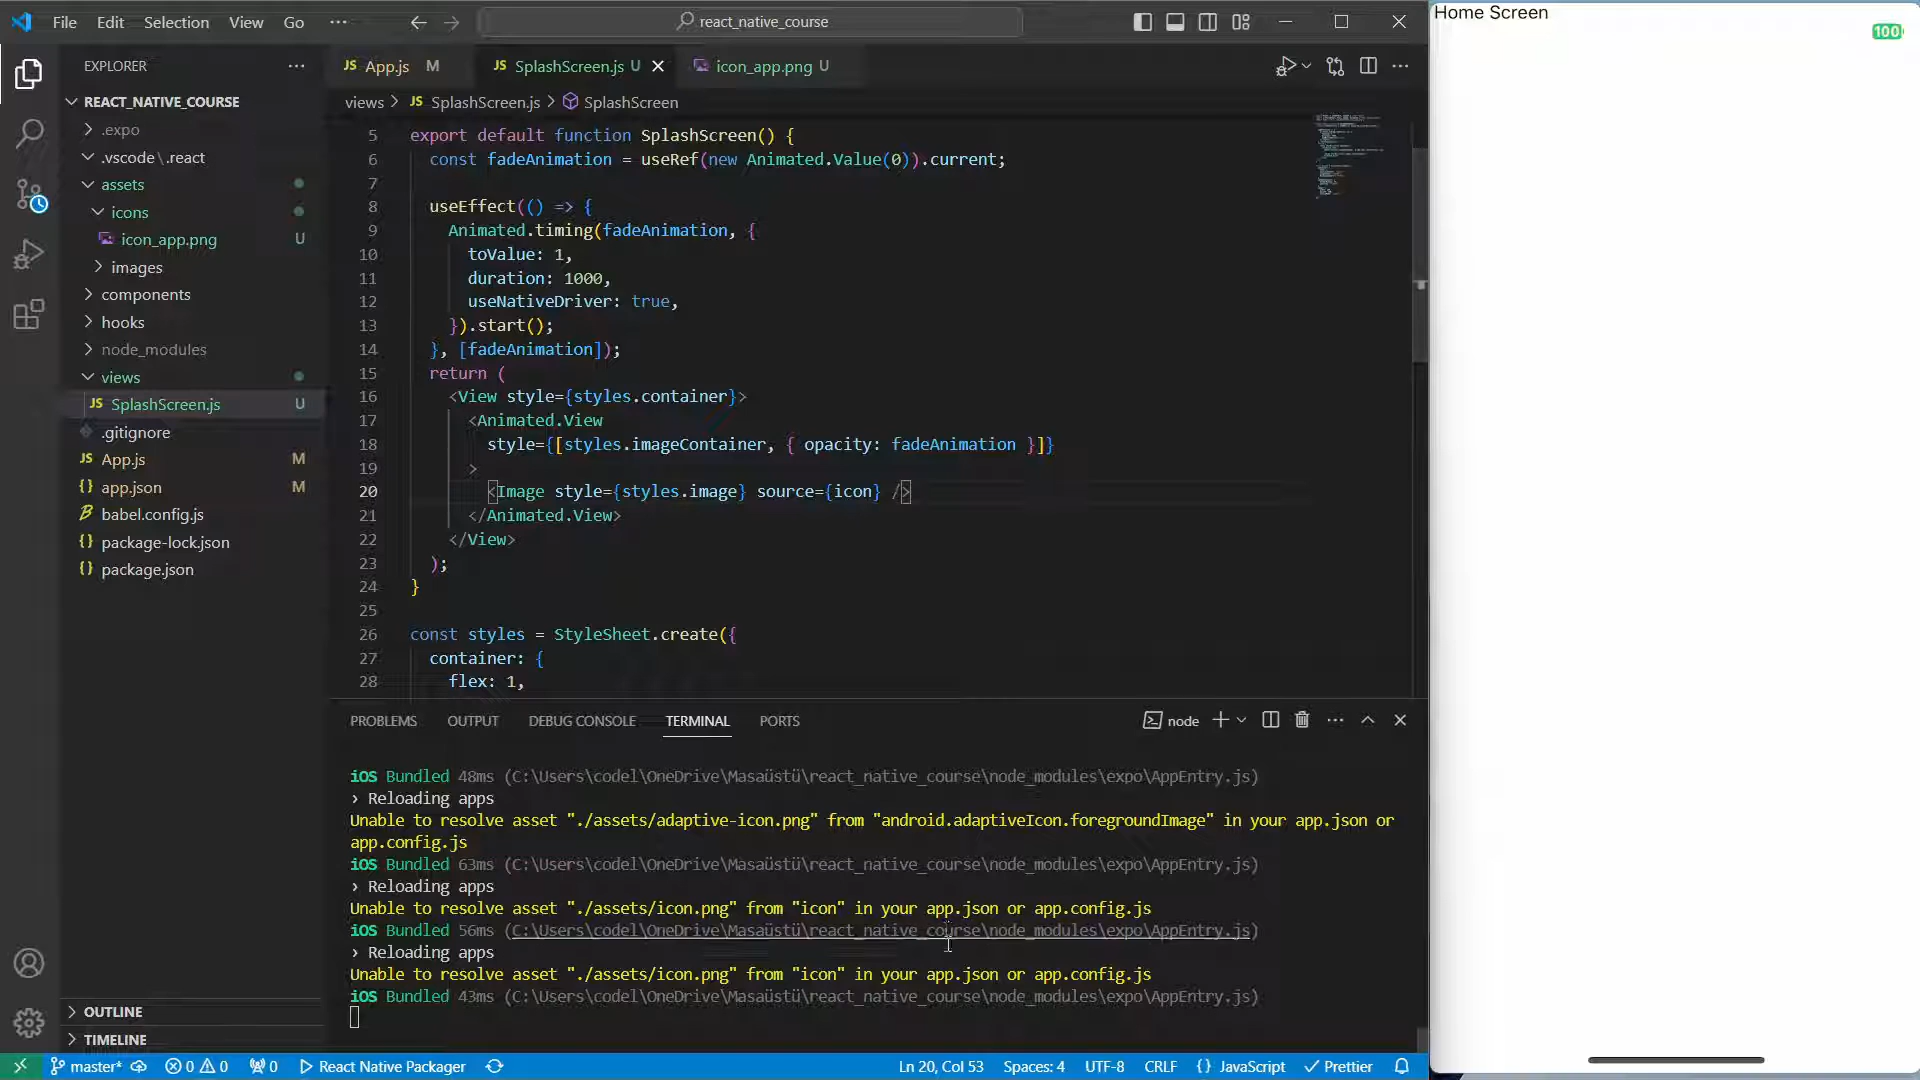 File Edit Selection View Go ···
react_native_course
Home Screen
100
EXPLORER
REACT_NATIVE_COURSE
.expo
.vscode\.react
assets
icons
icon_app.png U
images
components
hooks
node_modules
views
SplashScreen.js U
.gitignore
JS App.js M
{} app.json M
babel.config.js
{} package-lock.json
{} package.json
OUTLINE
TIMELINE
JS App.js M
JS SplashScreen.js U
icon_app.png U
views > JS SplashScreen.js > SplashScreen
5 export default function SplashScreen() {
6 const fadeAnimation = useRef(new Animated.Value(0)).current;
7
8 useEffect(() => {
9 Animated.timing(fadeAnimation, {
10 toValue: 1,
11 duration: 1000,
12 useNativeDriver: true,
13 }).start();
14 }, [fadeAnimation]);
15 return (
16 <View style={styles.container}>
17 <Animated.View
18 style={[styles.imageContainer, { opacity: fadeAnimation }]}
19 >
20 <Image style={styles.image} source={icon} />
21 </Animated.View>
22 </View>
23 );
24 }
25
26 const styles = StyleSheet.create({
27 container: {
28 flex: 1,
PROBLEMS OUTPUT DEBUG CONSOLE TERMINAL PORTS
node
iOS Bundled 48ms (C:\Users\codel\OneDrive\Masaüstü\react_native_course\node_modules\expo\AppEntry.js)
› Reloading apps
Unable to resolve asset "./assets/adaptive-icon.png" from "android.adaptiveIcon.foregroundImage" in your app.json or
app.config.js
iOS Bundled 63ms (C:\Users\codel\OneDrive\Masaüstü\react_native_course\node_modules\expo\AppEntry.js)
› Reloading apps
Unable to resolve asset "./assets/icon.png" from "icon" in your app.json or app.config.js
iOS Bundled 56ms (C:\Users\codel\OneDrive\Masaüstü\react_native_course\node_modules\expo\AppEntry.js)
› Reloading apps
Unable to resolve asset "./assets/icon.png" from "icon" in your app.json or app.config.js
iOS Bundled 43ms (C:\Users\codel\OneDrive\Masaüstü\react_native_course\node_modules\expo\AppEntry.js)
master* 0 0 0 React Native Packager
Ln 20, Col 53 Spaces: 4 UTF-8 CRLF {} JavaScript Prettier